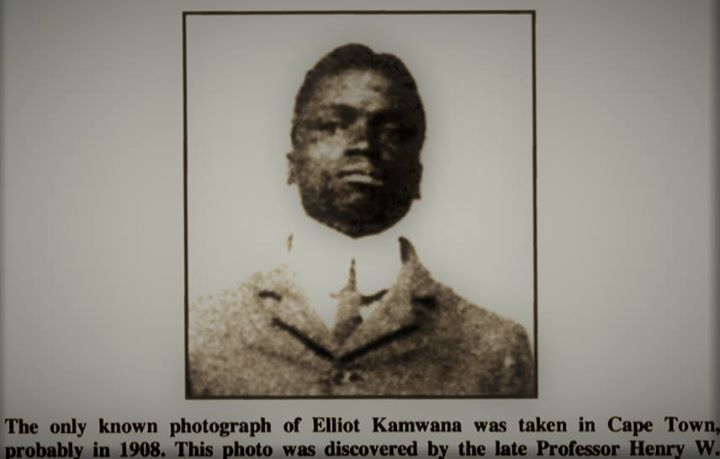 The only known photograph of Elliot Kamwana was taken in Cape Town,
probably in 1908. This photo was discovered by the late Professor Henry W.